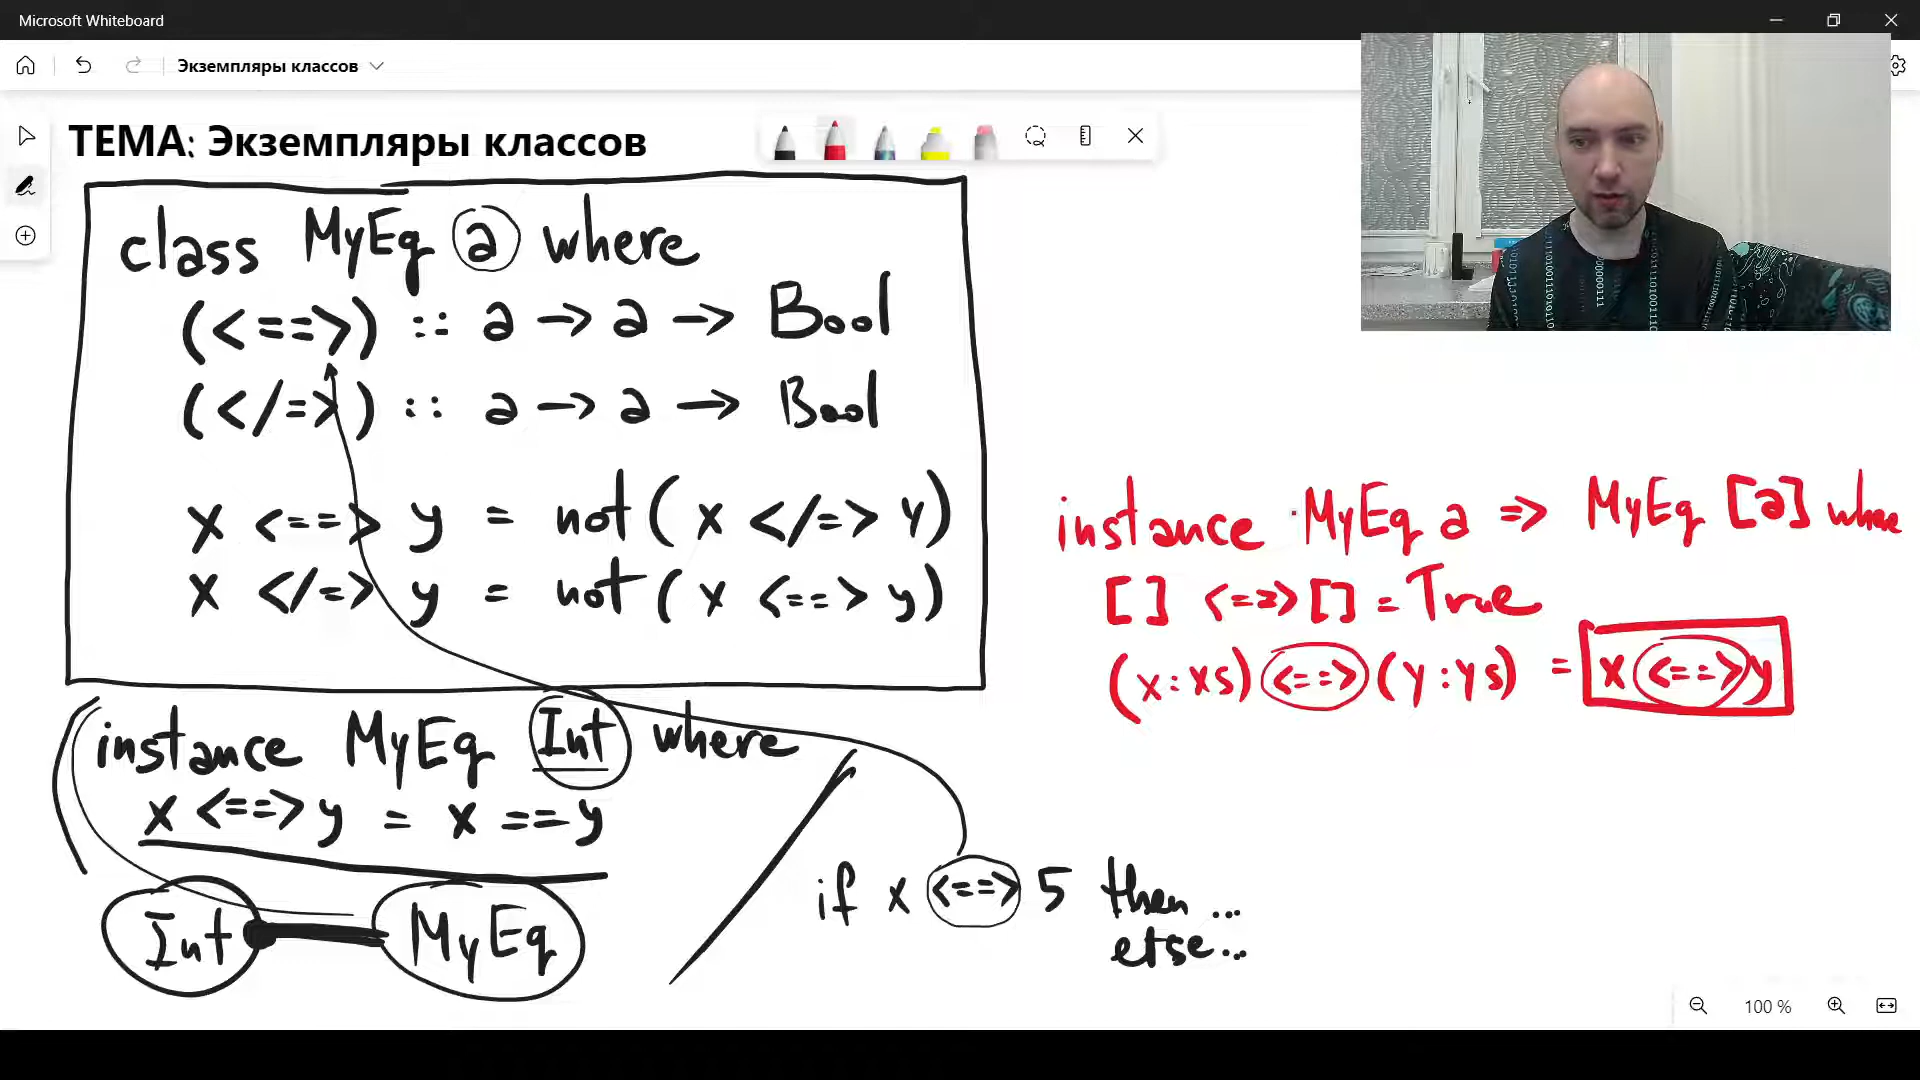 Microsoft Whiteboard
Экземпляры классов
ТЕМА: Экземпляры классов
class MyEq a where
(<==>) :: a -> a -> Bool
(</=>) :: a -> a -> Bool
x <==> y = not ( x </=> y )
x </=> y = not ( x <==> y )
instance MyEq Int where
x <==> y = x == y
Int MyEq
if x <==> 5 then ...
else...
instance MyEq a => MyEq [a] where
[] <==> [] = True
(x:xs) <==> (y:ys) = x <==> y
100 %